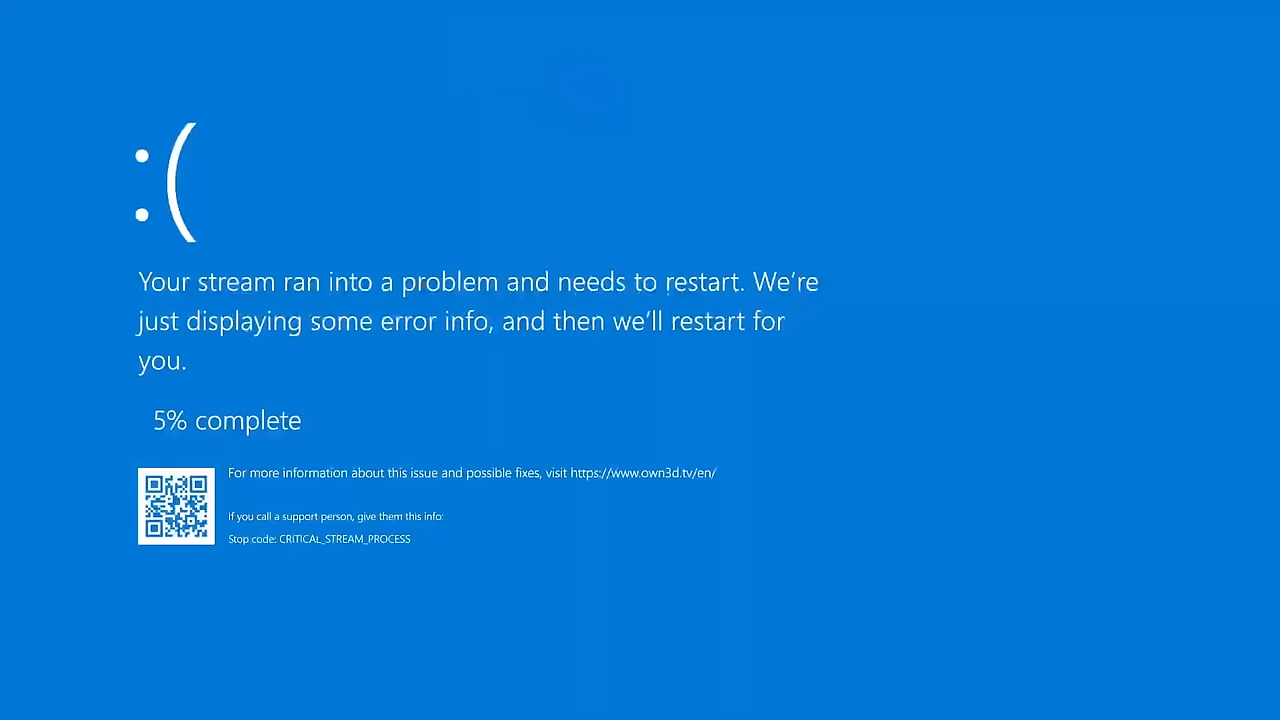 :(
Your stream ran into a problem and needs to restart. We're
just displaying some error info, and then we'll restart for
you.
5% complete
For more information about this issue and possible fixes, visit https://www.own3d.tv/en/
If you call a support person, give them this info:
Stop code: CRITICAL_STREAM_PROCESS